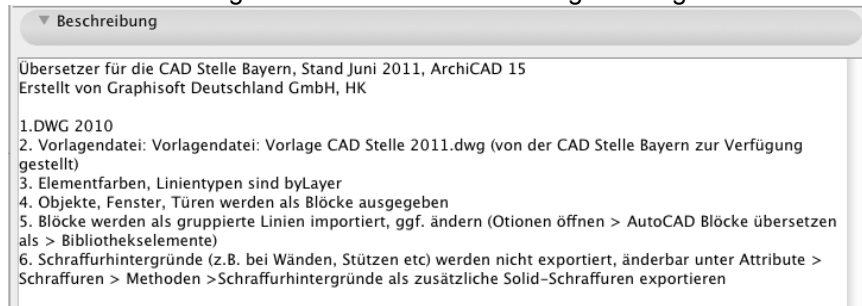 Beschreibung
Übersetzer für die CAD Stelle Bayern, Stand Juni 2011, ArchiCAD 15
Erstellt von Graphisoft Deutschland GmbH, HK
1.DWG 2010
2. Vorlagendatei: Vorlagendatei: Vorlage CAD Stelle 2011.dwg (von der CAD Stelle Bayern zur Verfügung
gestellt)
3. Elementfarben, Linientypen sind byLayer
4. Objekte, Fenster, Türen werden als Blöcke ausgegeben
5. Blöcke werden als gruppierte Linien importiert, ggf. ändern (Otionen öffnen > AutoCAD Blöcke übersetzen
als > Bibliothekselemente)
6. Schraffurhintergründe (z.B. bei Wänden, Stützen etc) werden nicht exportiert, änderbar unter Attribute >
Schraffuren > Methoden >Schraffurhintergründe als zusätzliche Solid-Schraffuren exportieren